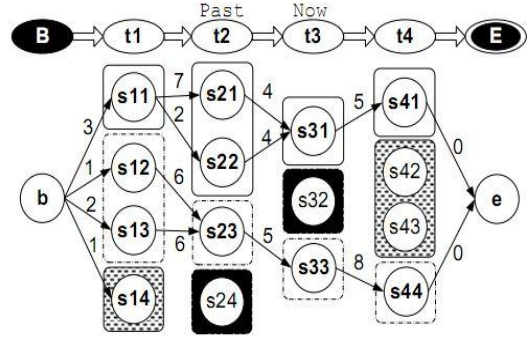 Past Now
B t1 t2 t3 t4 E
s11 7 s21 4 s31 5 s41
3 2 4 0
s12 s22 s42
1 6 s32
b e
2 s13 6 s23 5 s43
1 s33 8 0
s14 s24 s44